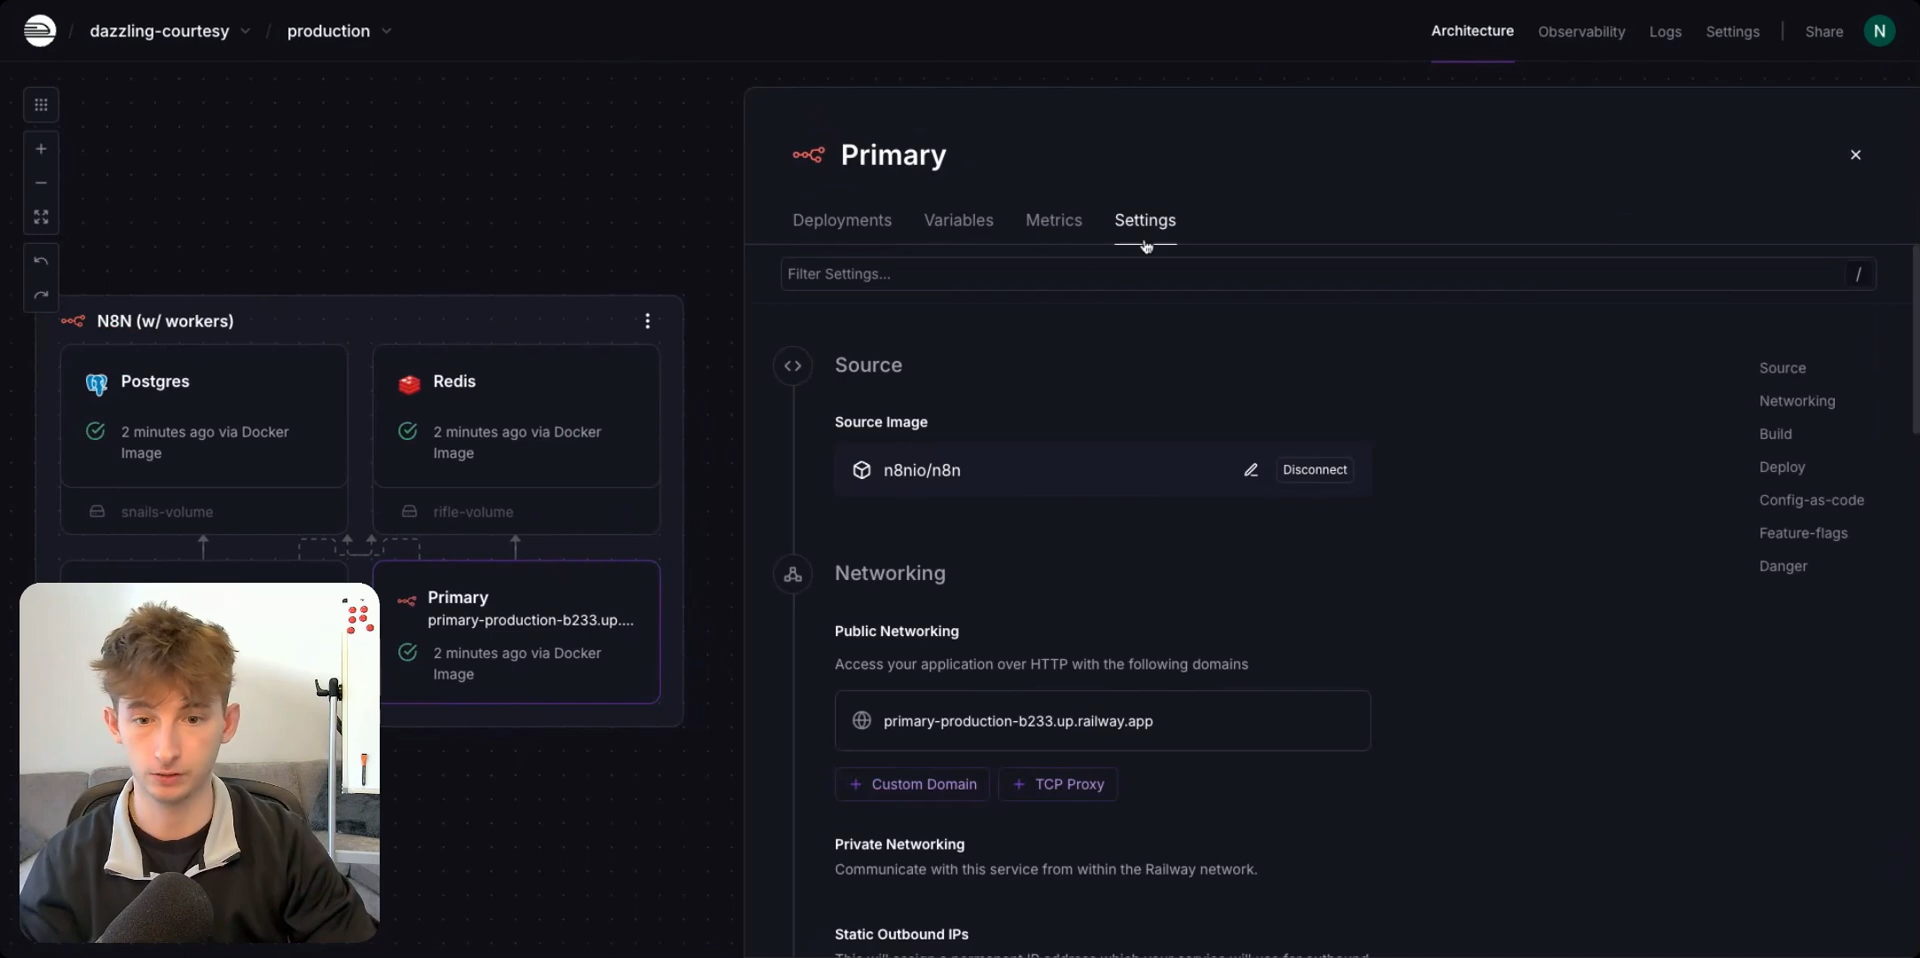 / dazzling-courtesy / production
Architecture Observability Logs Settings Share N
Primary
Deployments Variables Metrics Settings
Filter Settings... /
N8N (w/ workers)
Postgres
2 minutes ago via Docker
Image
snails-volume
Redis
2 minutes ago via Docker
Image
rifle-volume
Primary
primary-production-b233.up....
2 minutes ago via Docker
Image
Source
Source Image
n8nio/n8n Disconnect
Networking
Public Networking
Access your application over HTTP with the following domains
primary-production-b233.up.railway.app
+ Custom Domain + TCP Proxy
Private Networking
Communicate with this service from within the Railway network.
Static Outbound IPs
This will assign a permanent IP address which your service will use for outbound
Source
Networking
Build
Deploy
Config-as-code
Feature-flags
Danger